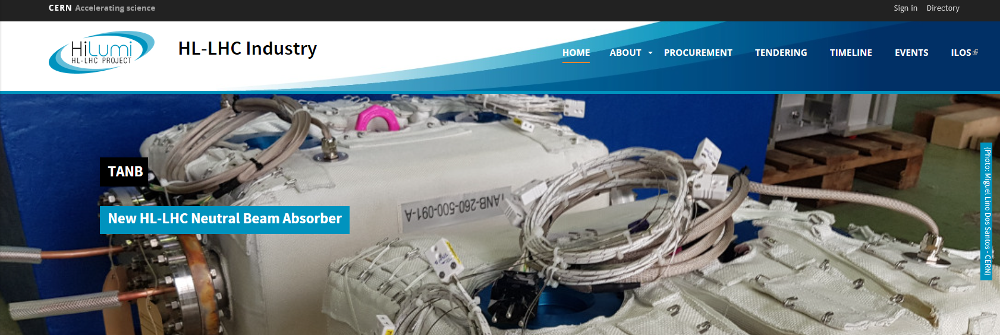 CERN Accelerating science
Sign in Directory
HiLumi
HL-LHC PROJECT
HL-LHC Industry
HOME ABOUT PROCUREMENT TENDERING TIMELINE EVENTS ILOS
TANB
New HL-LHC Neutral Beam Absorber
TANB-260-500-091-A
(Photo: Miguel Lino Dos Santos - CERN)